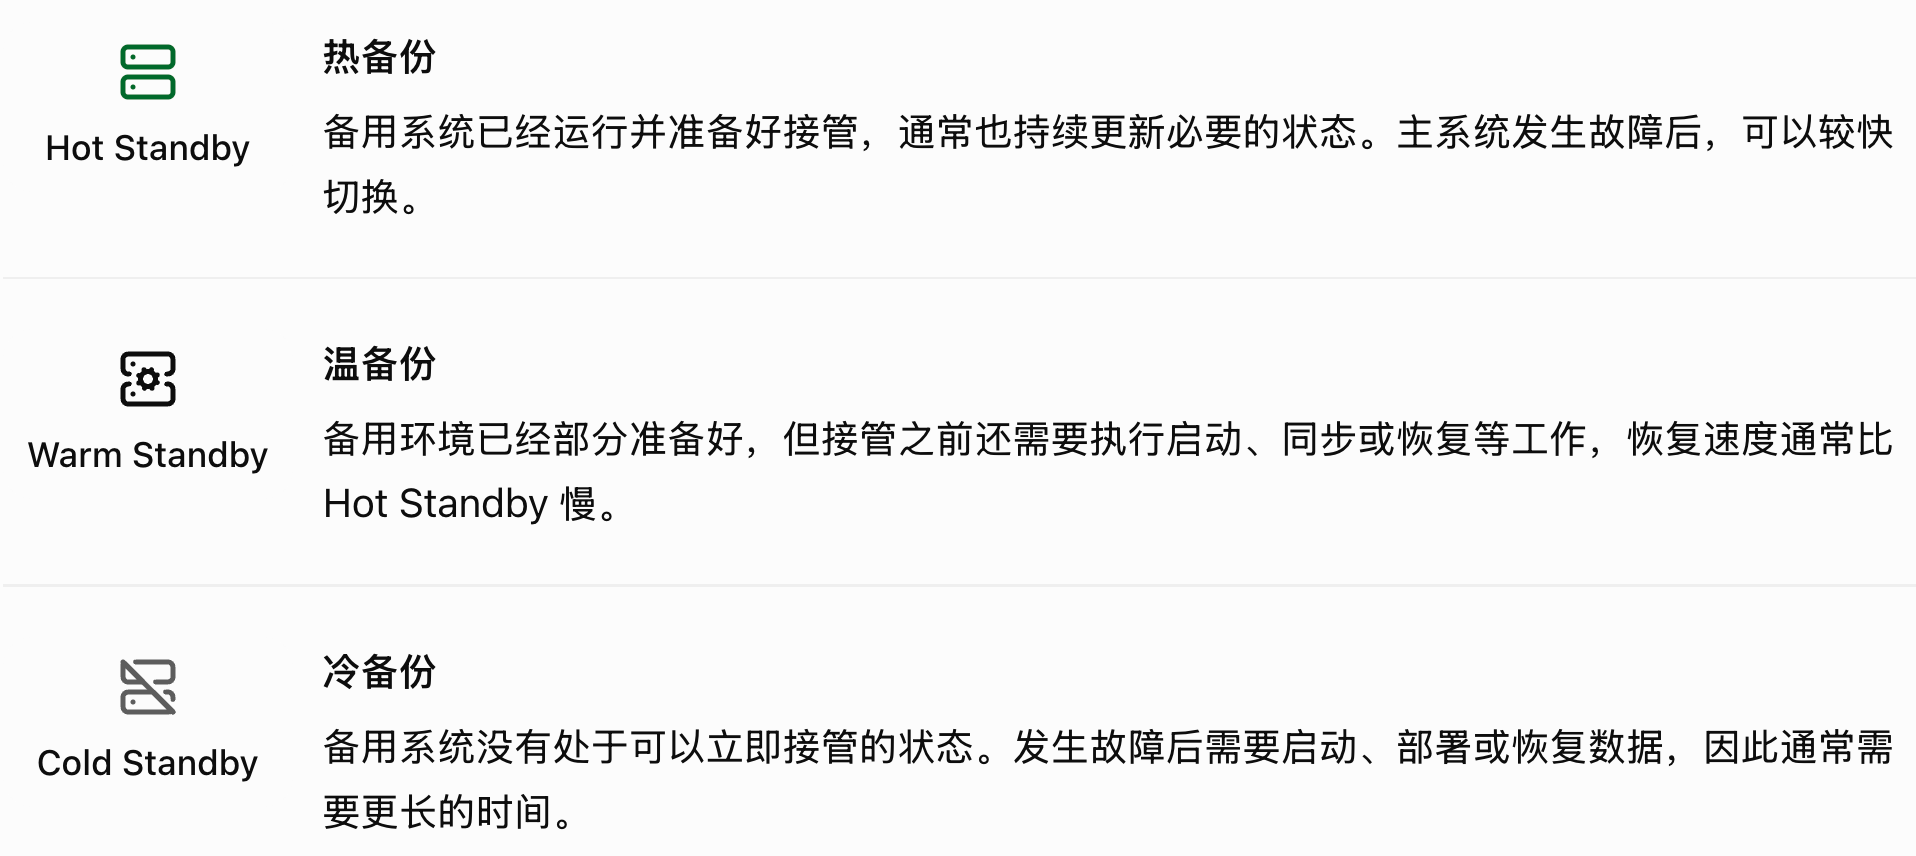 热备份
Hot Standby
备用系统已经运行并准备好接管，通常也持续更新必要的状态。主系统发生故障后，可以较快
切换。
温备份
Warm Standby
备用环境已经部分准备好，但接管之前还需要执行启动、同步或恢复等工作，恢复速度通常比
Hot Standby 慢。
冷备份
Cold Standby
备用系统没有处于可以立即接管的状态。发生故障后需要启动、部署或恢复数据，因此通常需
要更长的时间。